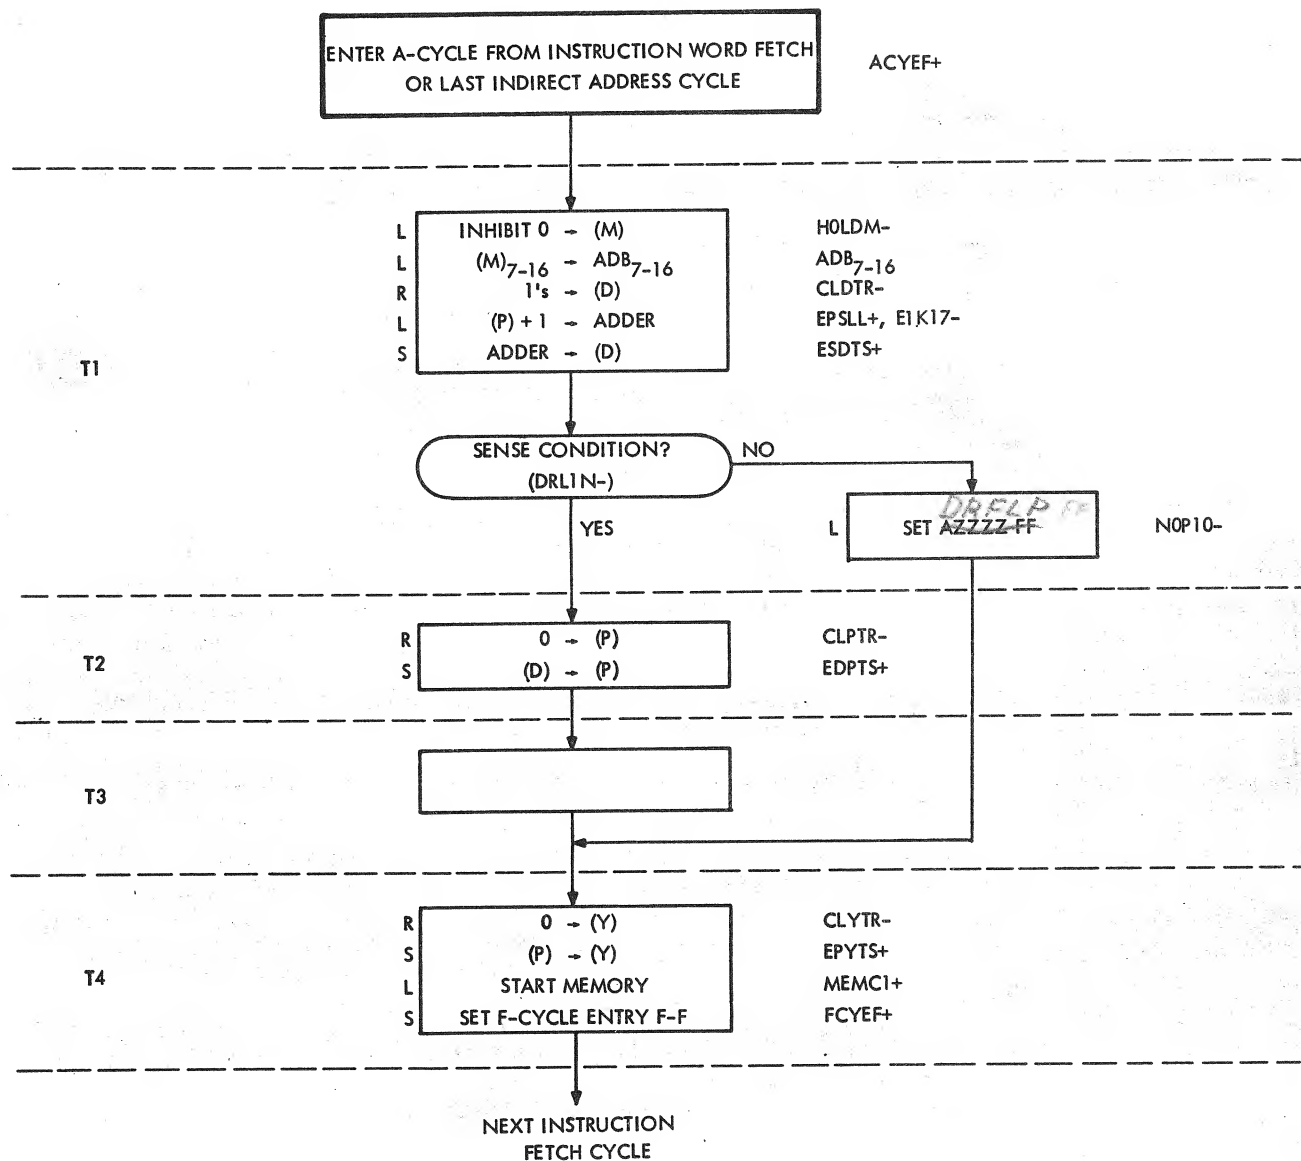 ENTER A-CYCLE FROM INSTRUCTION WORD FETCH
OR LAST INDIRECT ADDRESS CYCLE
ACYEF+
L INHIBIT 0 → (M) H0LDM-
L (M)7-16 → ADB7-16 ADB7-16
R 1's → (D) CLDTR-
L (P) + 1 → ADDER EPSLL+, E1K17-
S ADDER → (D) ESDTS+
T1
SENSE CONDITION?
(DRL1N-)
NO
YES
DRFLP FF
L SET AZZZZ-FF N0P10-
T2
R 0 → (P) CLPTR-
S (D) → (P) EDPTS+
T3
T4
R 0 → (Y) CLYTR-
S (P) → (Y) EPYTS+
L START MEMORY MEMC1+
S SET F-CYCLE ENTRY F-F FCYEF+
NEXT INSTRUCTION
FETCH CYCLE